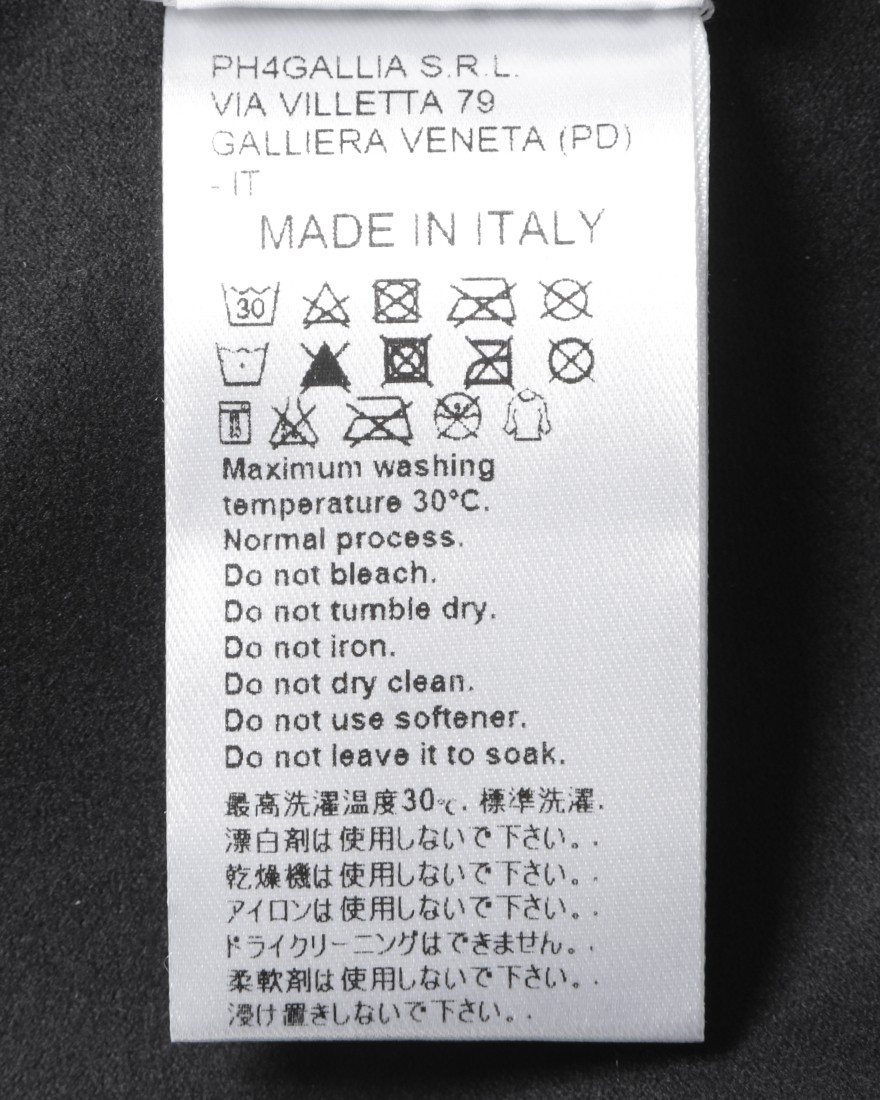 PH4GALLIA S.R.L.
VIA VILLETTA 79
GALLIERA VENETA (PD)
- IT
MADE IN ITALY
30
Maximum washing
temperature 30°C.
Normal process.
Do not bleach.
Do not tumble dry.
Do not iron.
Do not dry clean.
Do not use softener.
Do not leave it to soak.
最高洗濯温度30℃. 標準洗濯.
漂白剤は使用しないで下さい。.
乾燥機は使用しないで下さい。.
アイロンは使用しないで下さい。.
ドライクリーニングはできません。.
柔軟剤は使用しないで下さい。.
浸け置きしないで下さい。.